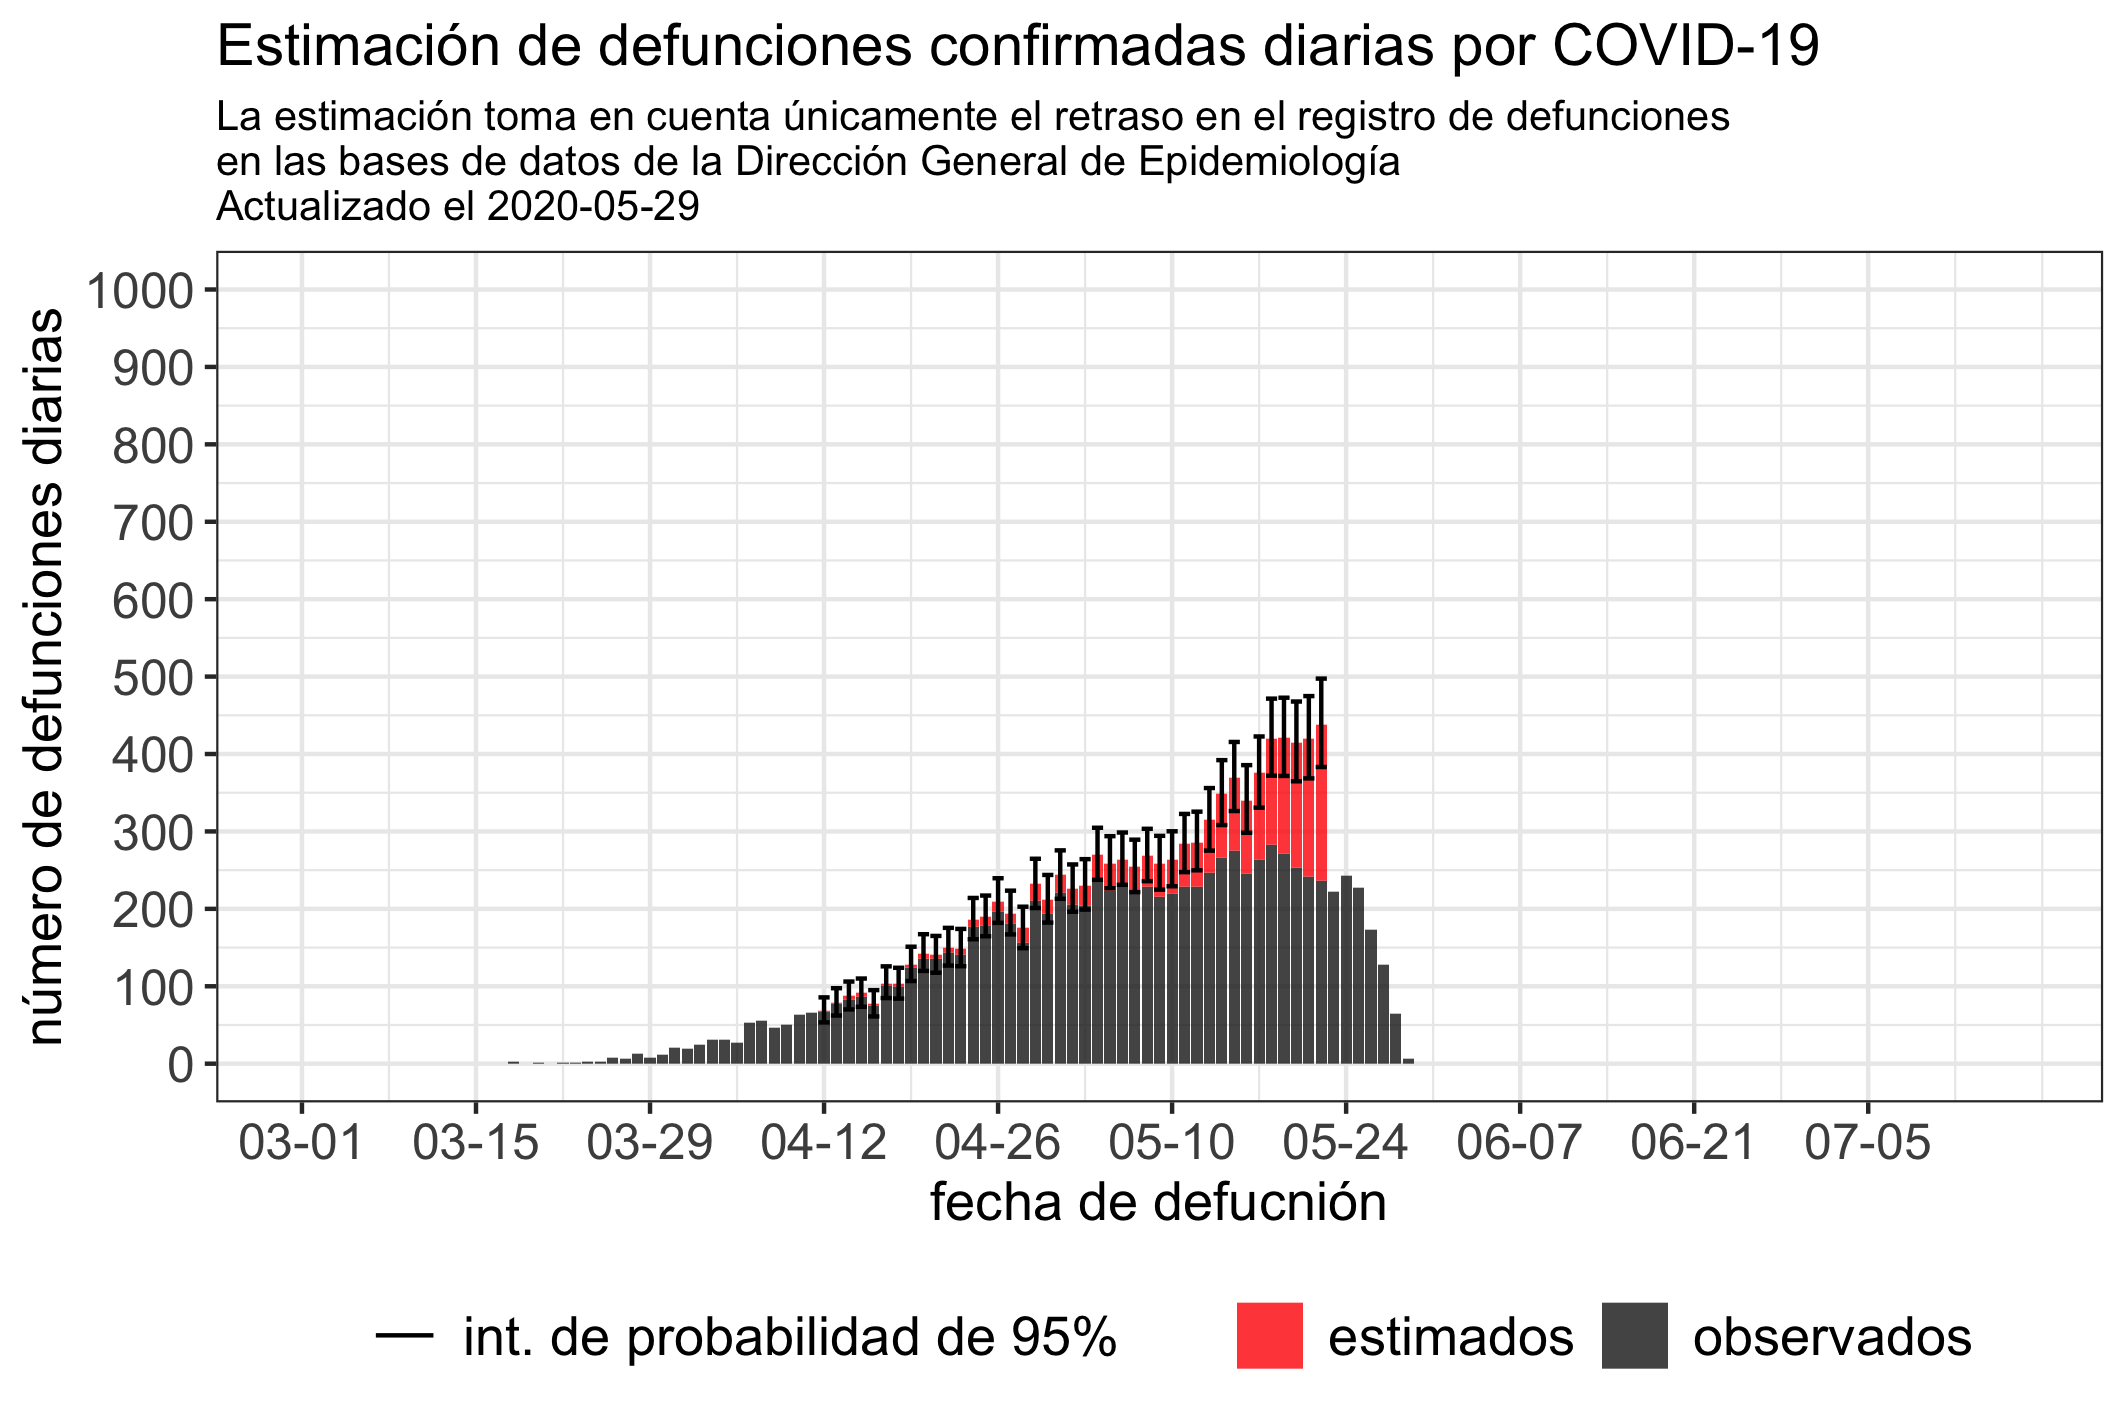 Estimación de defunciones confirmadas diarias por COVID-19
La estimación toma en cuenta únicamente el retraso en el registro de defunciones
en las bases de datos de la Dirección General de Epidemiología
Actualizado el 2020-05-29
número de defunciones diarias
1000
900
800
700
600
500
400
300
200
100
0
03-01 03-15 03-29 04-12 04-26 05-10 05-24 06-07 06-21 07-05
fecha de defucnión
int. de probabilidad de 95% estimados observados